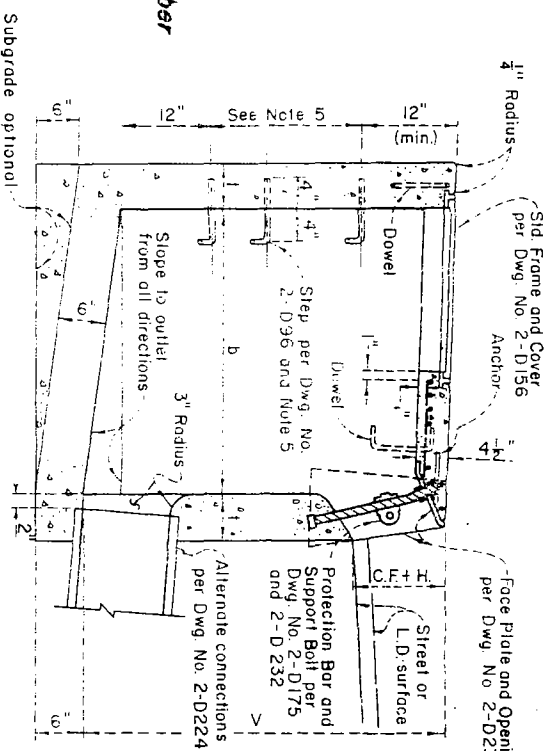 1/4" Radius
Std. Frame and Cover
per Dwg. No. 2-D156
Anchor
4 1/2"
Face Plate and Openi
per Dwg. No 2-D23
12"
(min.)
See Note 5
12"
6"
Subgrade optional
Dowel
4"
4"
Step per Dwg. No.
2-D96 and Note 5
1"
1"
Dowel
b
t
t
Slope to outlet
from all directions
6"
3" Radius
2"
C.F.+H.
Street or
L.D. surface
Protection Bar and
Support Bolt per
Dwg. No. 2-D175
and 2-D232
Alternate connections
per Dwg. No. 2-D224
V
6"